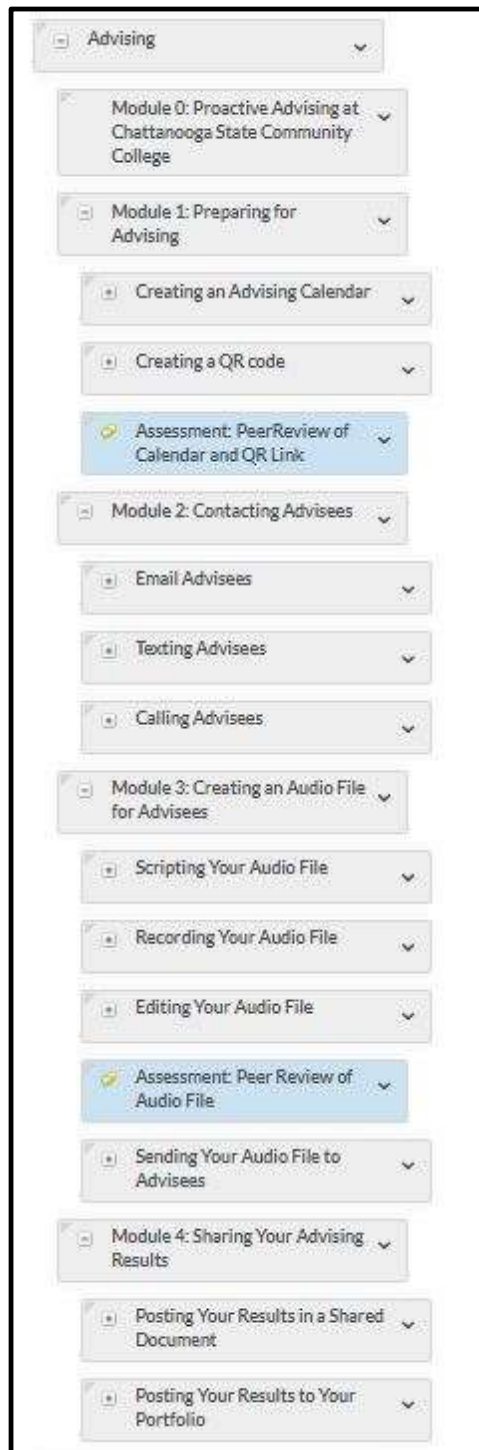 Advising
Module 0: Proactive Advising at
Chattanooga State Community
College
Module 1: Preparing for
Advising
Creating an Advising Calendar
Creating a QR code
Assessment: PeerReview of
Calendar and QR Link
Module 2: Contacting Advisees
Email Advisees
Texting Advisees
Calling Advisees
Module 3: Creating an Audio File
for Advisees
Scripting Your Audio File
Recording Your Audio File
Editing Your Audio File
Assessment: Peer Review of
Audio File
Sending Your Audio File to
Advisees
Module 4: Sharing Your Advising
Results
Posting Your Results in a Shared
Document
Posting Your Results to Your
Portfolio